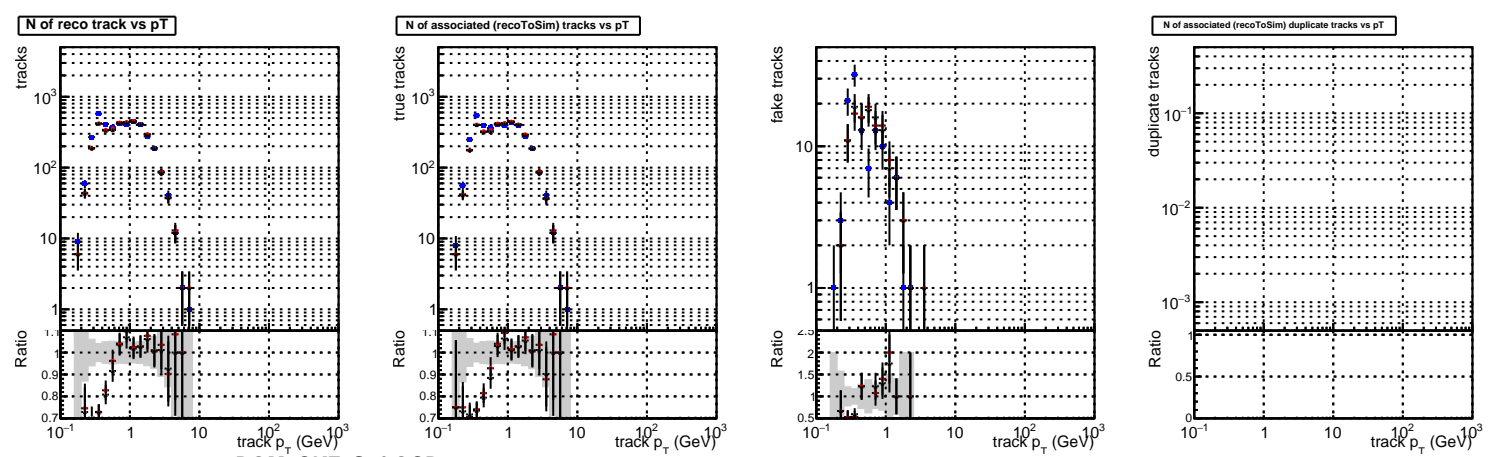 N of reco track vs pT
tracks
10³
10²
10
1
Ratio
1.1
1
0.9
0.8
0.7
10⁻¹ 1 10 10² 10³
track p_T (GeV)
N of associated (recoToSim) tracks vs pT
true tracks
10³
10²
10
1
Ratio
1.1
1
0.9
0.8
0.7
10⁻¹ 1 10 10² 10³
track p_T (GeV)
fake tracks
10
1
Ratio
2.5
2
1.5
1
0.5
10⁻¹ 1 10 10² 10³
track p_T (GeV)
N of associated (recoToSim) duplicate tracks vs pT
duplicate tracks
10⁻¹
10⁻²
10⁻³
Ratio
1
0.5
0
10⁻¹ 1 10 10² 10³
track p_T (GeV)